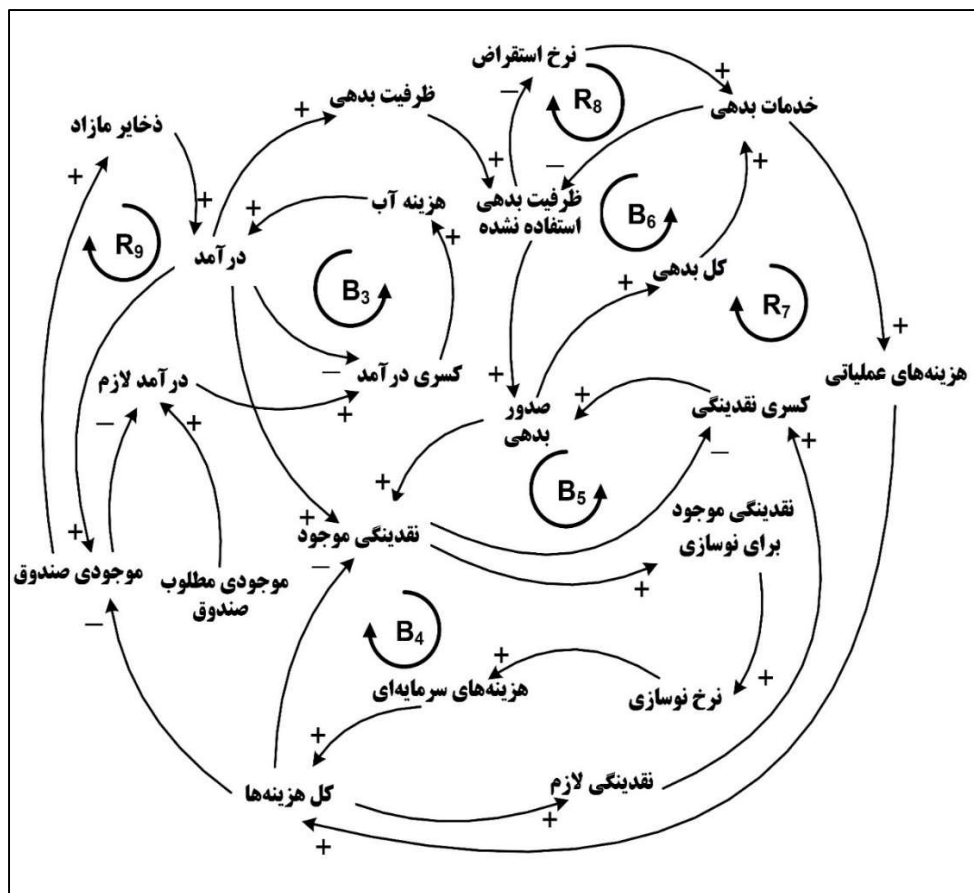 نرخ استقراض
+
ظرفیت بدهی
+
–
R8
خدمات بدهی
ذخایر مازاد
+
+
+
–
+
ظرفیت بدهی
استفاده نشده
هزینه آب
+
+
B6
R9
درآمد
+
کل بدهی
B3
+
R7
+
هزینه‌های عملیاتی
–
کسری درآمد
درآمد لازم
+
+
–
+
کسری نقدینگی
+
صدور
بدهی
–
+
+
B5
نقدینگی موجود
برای نوسازی
+
+
نقدینگی موجود
–
+
موجودی صندوق
موجودی مطلوب
صندوق
–
B4
+
هزینه‌های سرمایه‌ای
نرخ نوسازی
+
+
نقدینگی لازم
کل هزینه‌ها
+
+